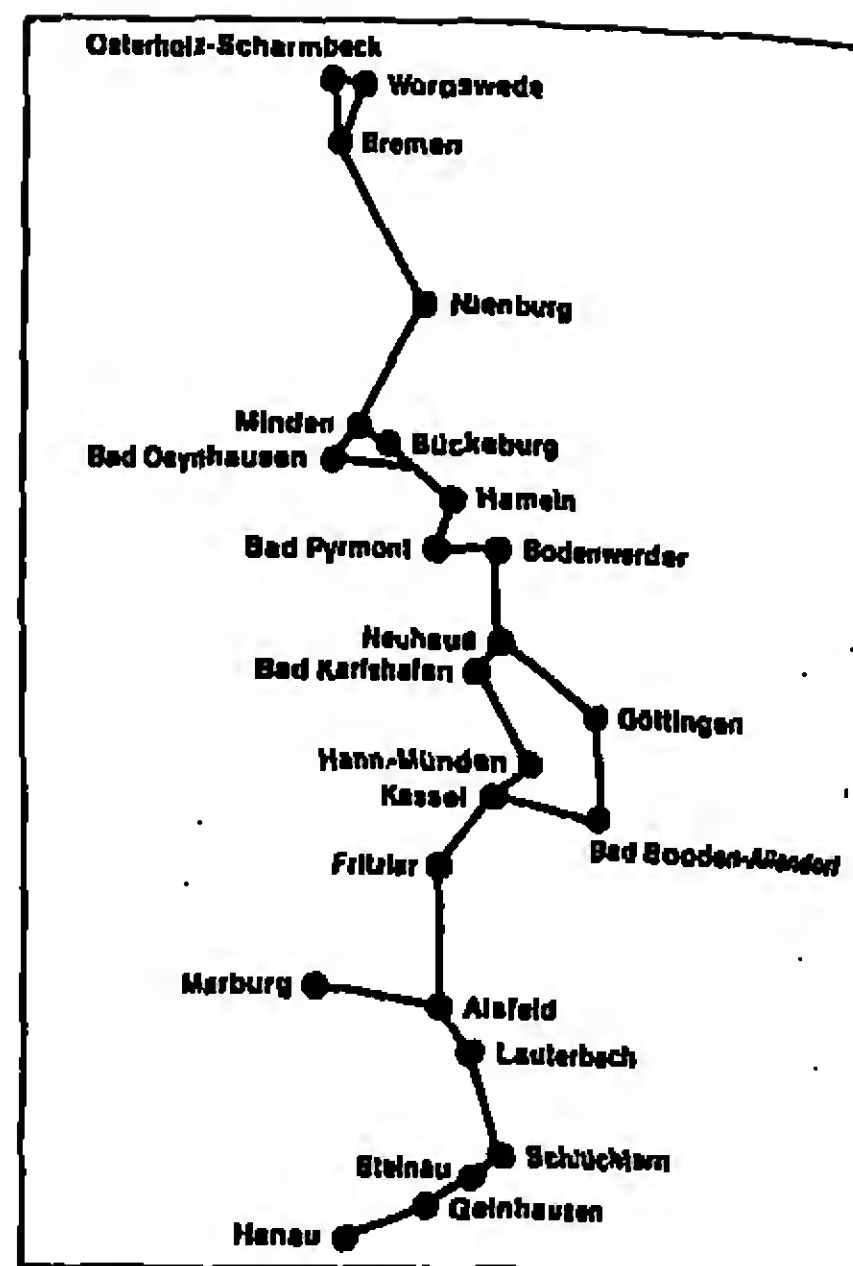 Osterholz-Scharmbeck
Worpswede
Bremen
Nienburg
Minden
Bückeburg
Bad Oeynhausen
Hameln
Bad Pyrmont
Bodenwerder
Neuhaus
Bad Karlshafen
Göttingen
Hann.-Münden
Kassel
Bad Sooden-Allendorf
Fritzlar
Marburg
Alsfeld
Lauterbach
Schlüchtern
Steinau
Gelnhausen
Hanau